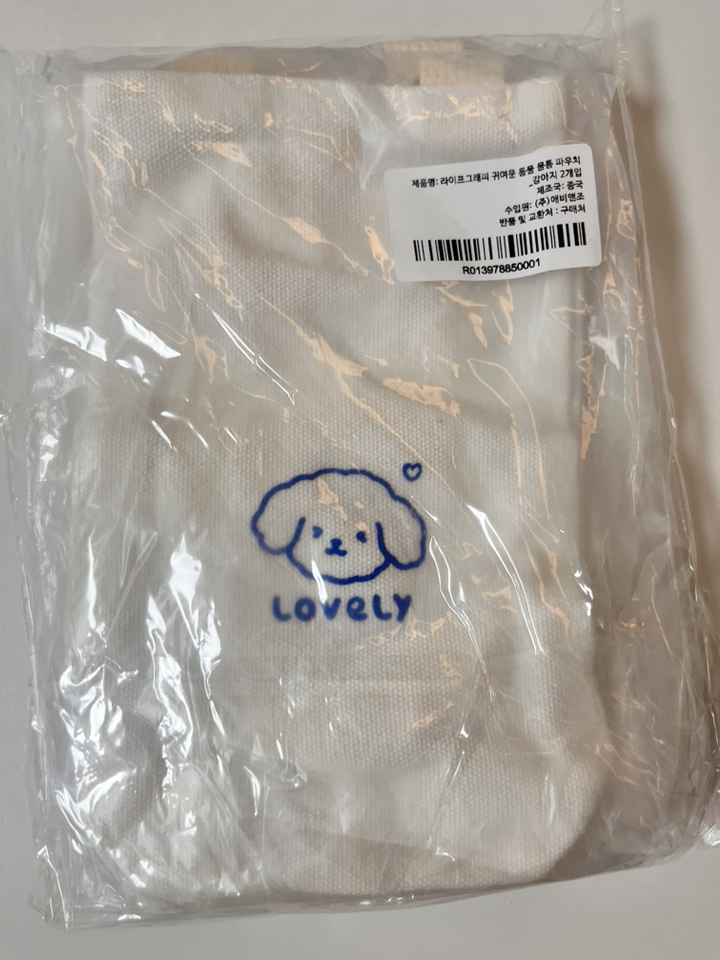 제품명: 라이프그래피 귀여운 동물 물통 파우치
-강아지 2개입
제조국: 중국
수입원: (주)애비앤조
반품 및 교환처 : 구매처
R013978850001
LOVELY